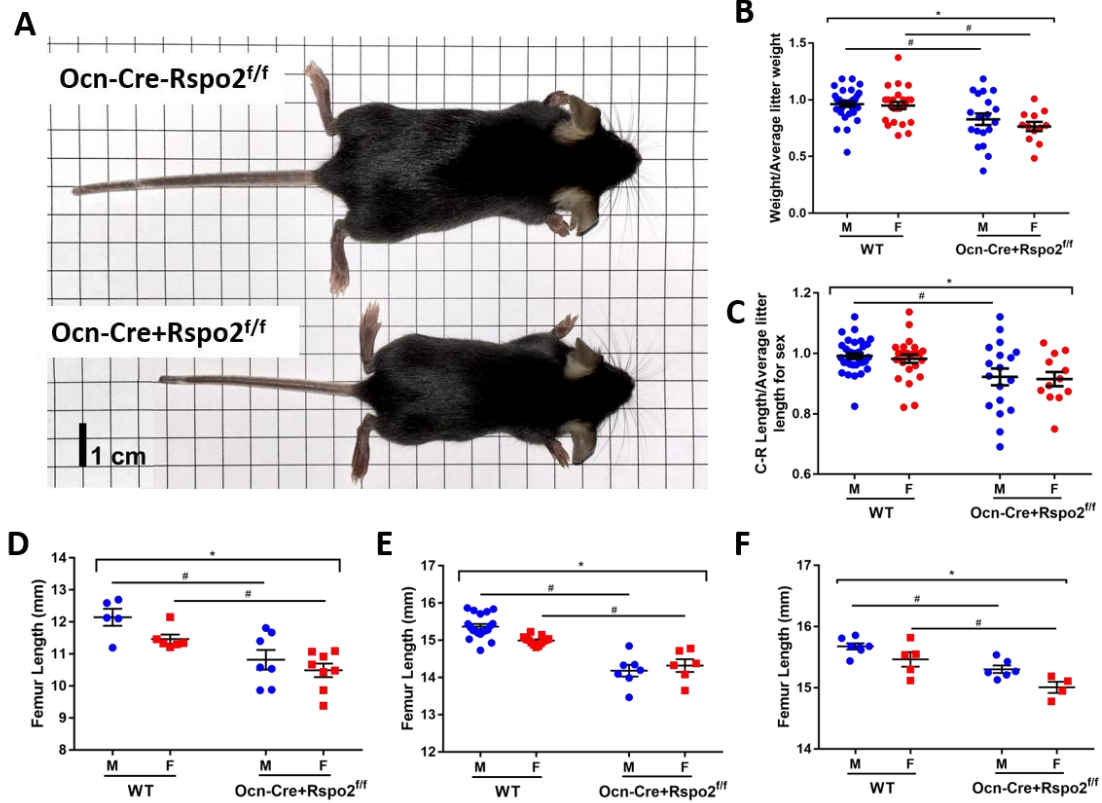 A
Ocn-Cre-Rspo2f/f
Ocn-Cre+Rspo2f/f
1 cm
B
Weight/Average litter weight
1.5
1.0
0.5
0.0
*
#
#
M F M F
WT Ocn-Cre+Rspo2f/f
C
C-R Length/Average litter
length for sex
1.2
1.0
0.8
0.6
*
#
M F M F
WT Ocn-Cre+Rspo2f/f
D
Femur Length (mm)
14
13
12
11
10
9
8
*
#
#
M F M F
WT Ocn-Cre+Rspo2f/f
E
Femur Length (mm)
17
16
15
14
13
12
*
#
#
M F M F
WT Ocn-Cre+Rspo2f/f
F
Femur Length (mm)
17
16
15
14
*
#
#
M F M F
WT Ocn-Cre+Rspo2f/f